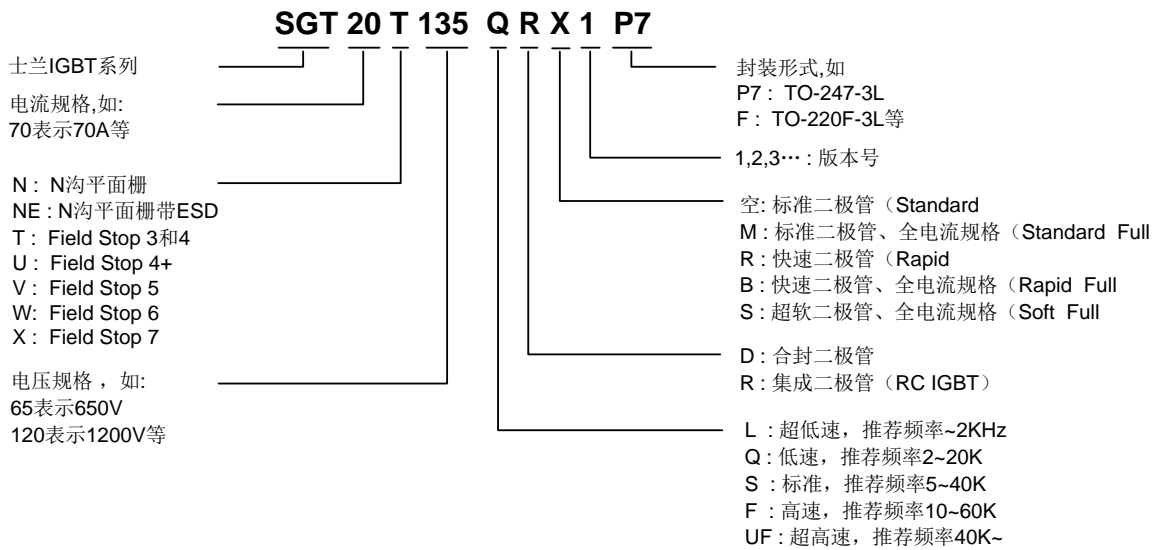 SGT 20 T 135 Q R X 1 P7
士兰IGBT系列
电流规格,如:
70表示70A等
N : N沟平面栅
NE : N沟平面栅带ESD
T : Field Stop 3和4
U : Field Stop 4+
V : Field Stop 5
W: Field Stop 6
X : Field Stop 7
电压规格 ，如:
65表示650V
120表示1200V等
封装形式,如
P7 : TO-247-3L
F : TO-220F-3L等
1,2,3··· : 版本号
空: 标准二极管（Standard
M : 标准二极管、全电流规格（Standard Full
R : 快速二极管（Rapid
B : 快速二极管、全电流规格（Rapid Full
S : 超软二极管、全电流规格（Soft Full
D : 合封二极管
R : 集成二极管（RC IGBT）
L : 超低速，推荐频率~2KHz
Q : 低速，推荐频率2~20K
S : 标准，推荐频率5~40K
F : 高速，推荐频率10~60K
UF : 超高速，推荐频率40K~